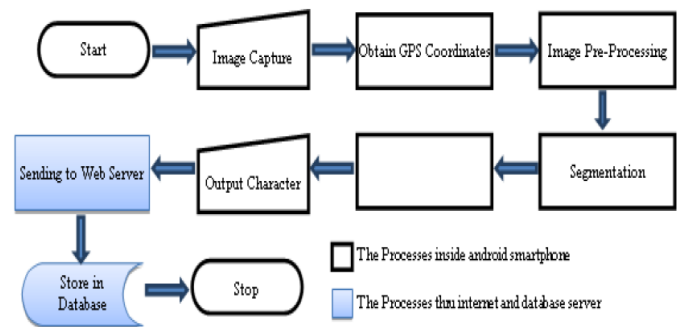 Start
Image Capture
Obtain GPS Coordinates
Image Pre-Processing
Segmentation
Output Character
Sending to Web Server
Store in
Database
Stop
The Processes inside android smartphone
The Processes thru internet and database server